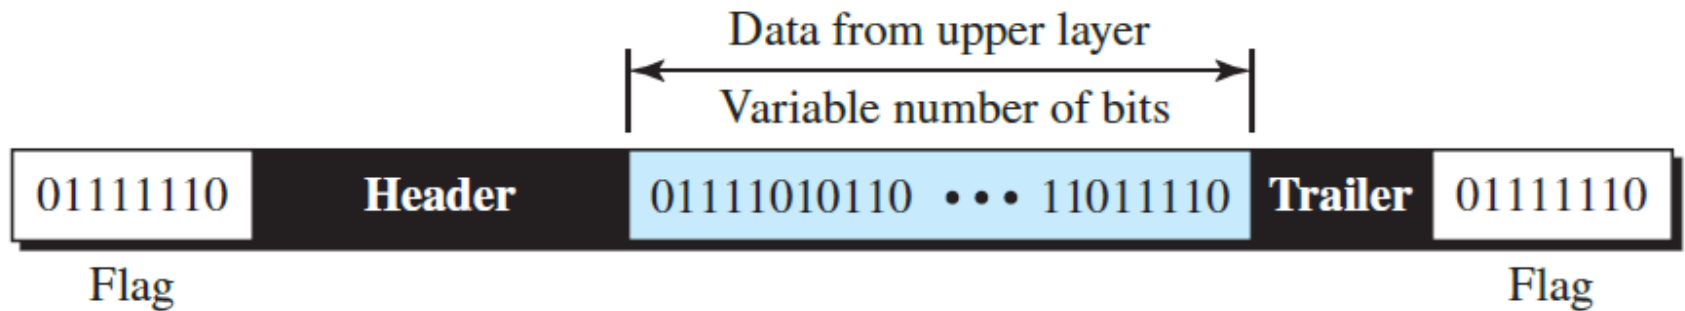 Data from upper layer
Variable number of bits
01111110 Header 01111010110 ••• 11011110 Trailer 01111110
Flag Flag